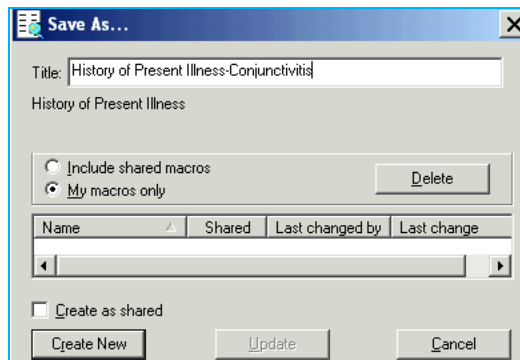 Save As...
Title: History of Present Illness-Conjunctivitis
History of Present Illness
Include shared macros
My macros only
Delete
Name Shared Last changed by Last change
Create as shared
Create New Update Cancel